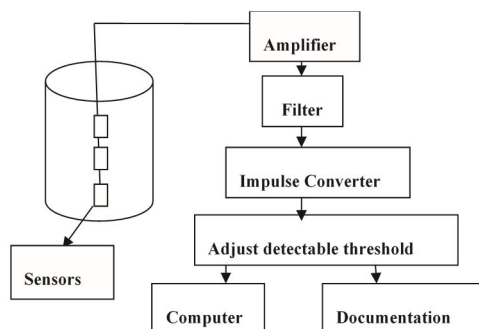 Amplifier
Filter
Impulse Converter
Adjust detectable threshold
Sensors
Computer
Documentation